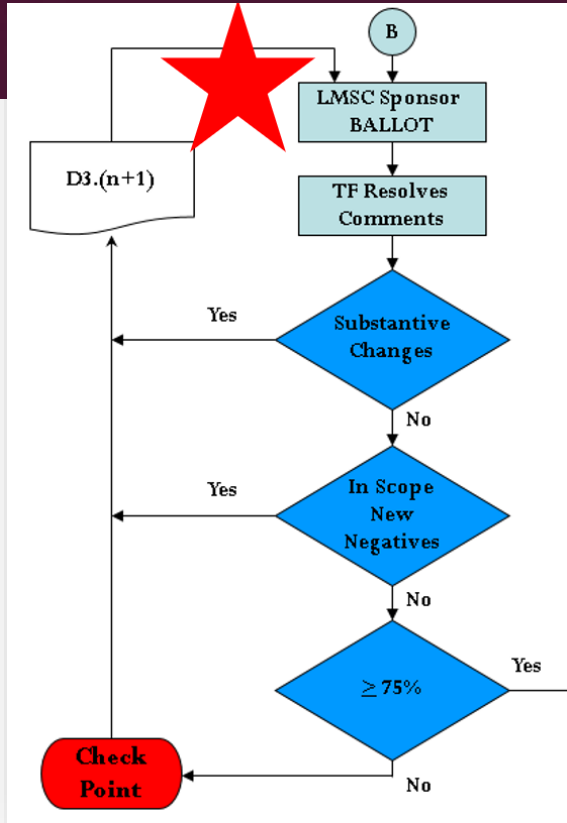 B
LMSC Sponsor
BALLOT
D3.(n+1)
TF Resolves
Comments
Yes
Substantive
Changes
No
Yes
In Scope
New
Negatives
No
≥ 75%
Yes
Check
Point
No